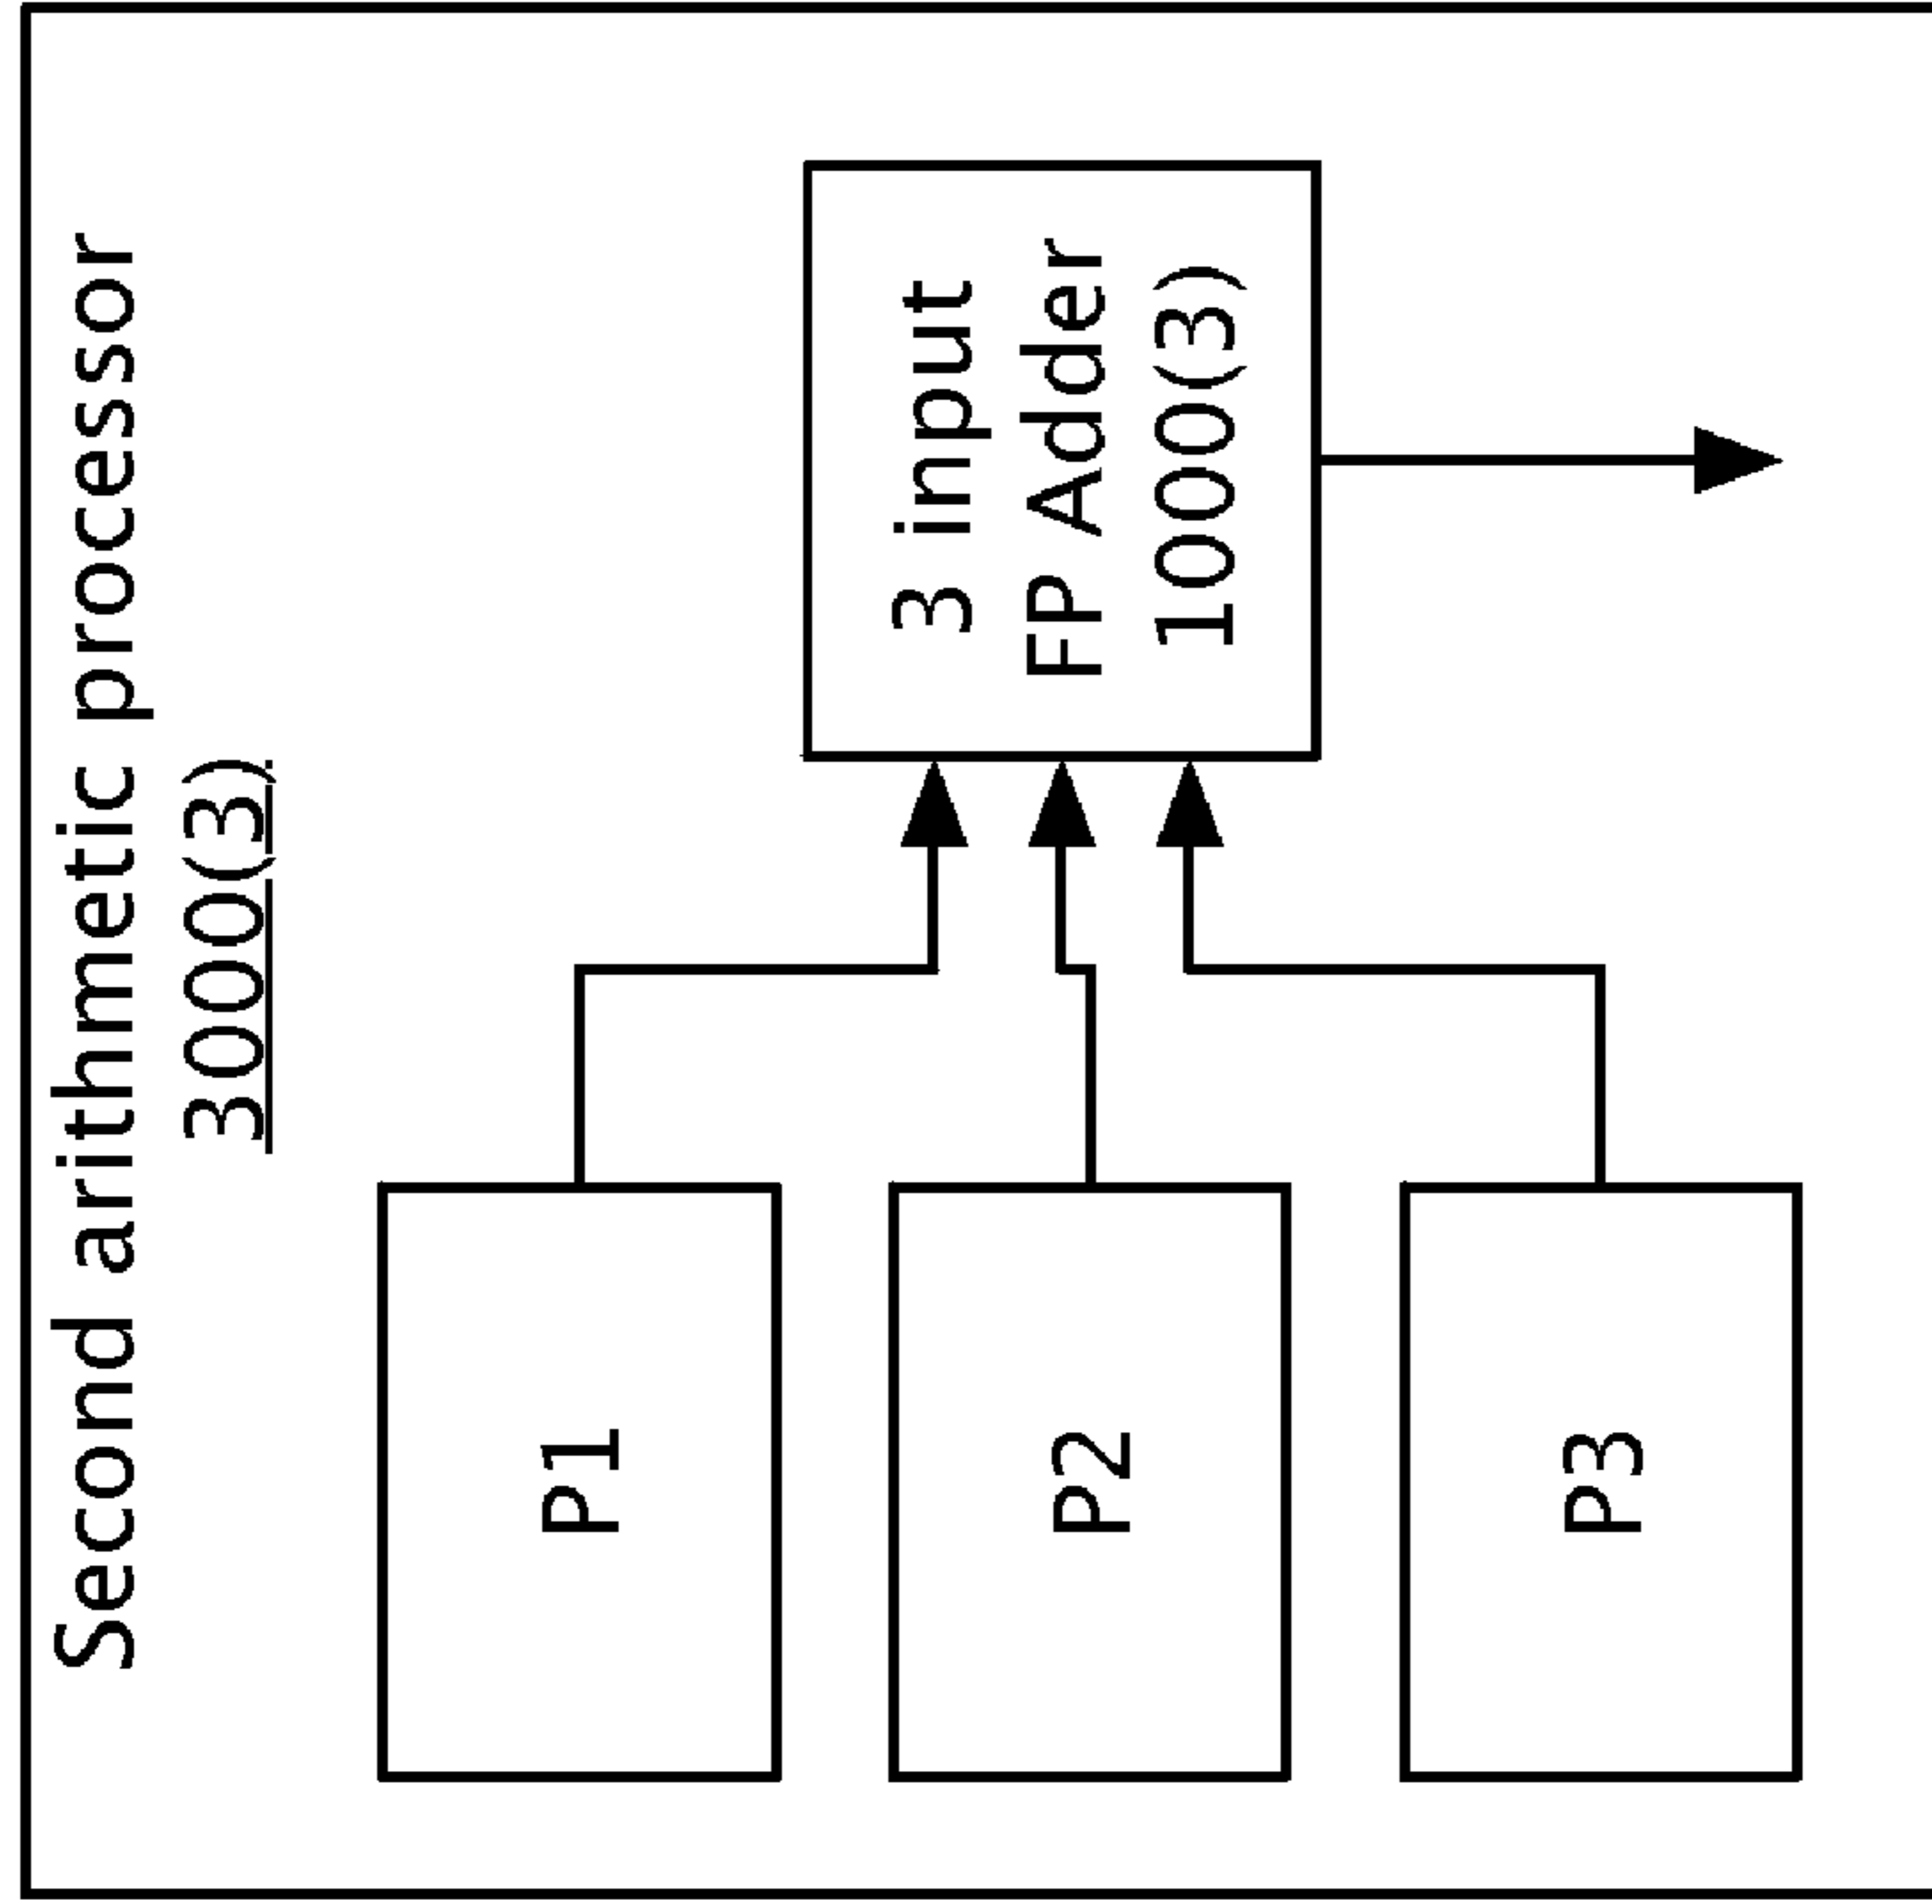 Second arithmetic processor
3000(3)
P1
P2
P3
3 input
FP Adder
1000(3)